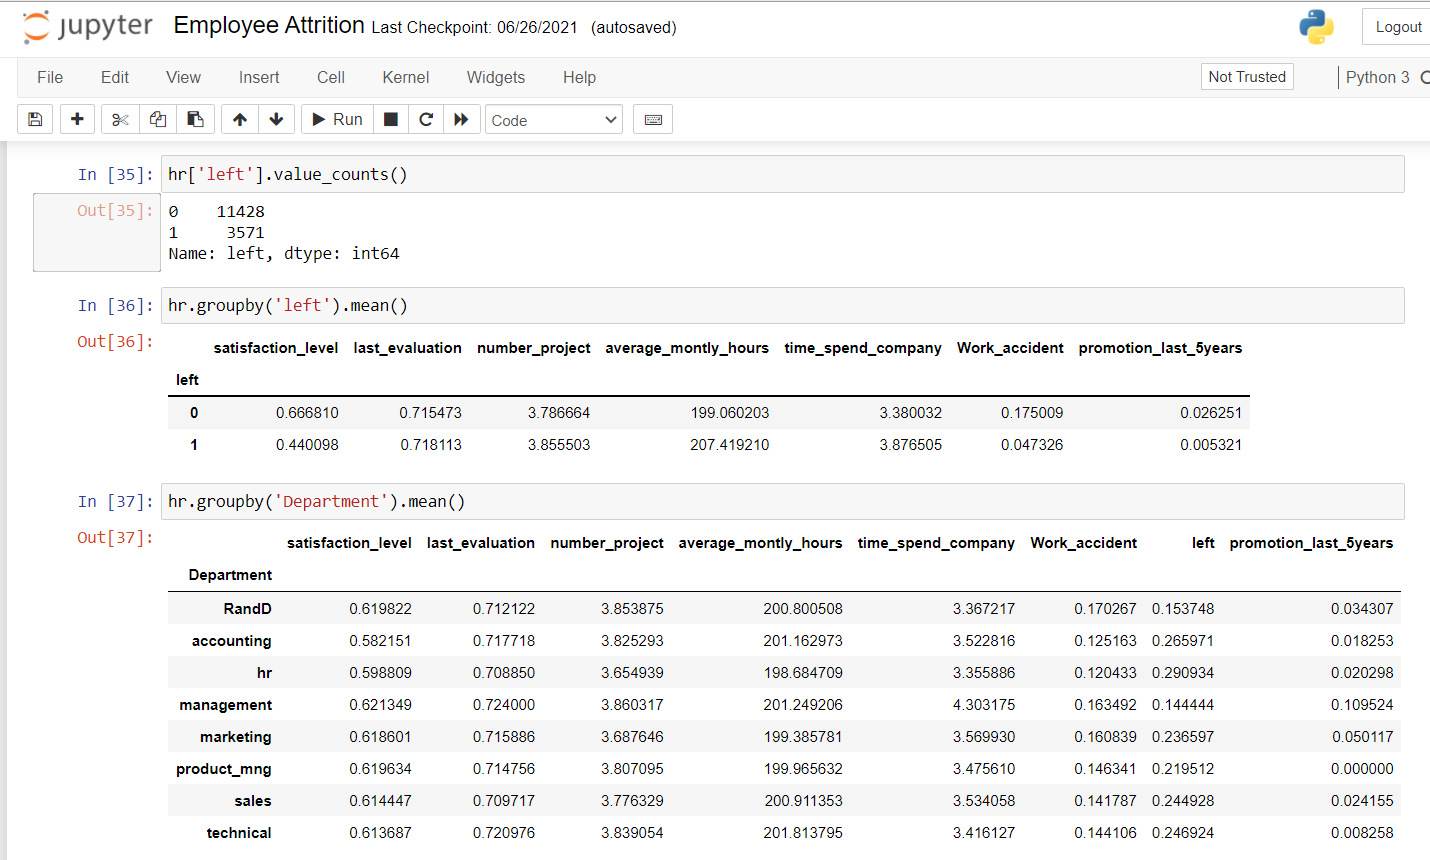 jupyter Employee Attrition Last Checkpoint: 06/26/2021 (autosaved) Logout
File Edit View Insert Cell Kernel Widgets Help Not Trusted Python 3
Run Code
In [35]: hr['left'].value_counts()
Out[35]: 0 11428
1 3571
Name: left, dtype: int64
In [36]: hr.groupby('left').mean()
Out[36]:
satisfaction_level last_evaluation number_project average_montly_hours time_spend_company Work_accident promotion_last_5years
left
0 0.666810 0.715473 3.786664 199.060203 3.380032 0.175009 0.026251
1 0.440098 0.718113 3.855503 207.419210 3.876505 0.047326 0.005321
In [37]: hr.groupby('Department').mean()
Out[37]:
satisfaction_level last_evaluation number_project average_montly_hours time_spend_company Work_accident left promotion_last_5years
Department
RandD 0.619822 0.712122 3.853875 200.800508 3.367217 0.170267 0.153748 0.034307
accounting 0.582151 0.717718 3.825293 201.162973 3.522816 0.125163 0.265971 0.018253
hr 0.598809 0.708850 3.654939 198.684709 3.355886 0.120433 0.290934 0.020298
management 0.621349 0.724000 3.860317 201.249206 4.303175 0.163492 0.144444 0.109524
marketing 0.618601 0.715886 3.687646 199.385781 3.569930 0.160839 0.236597 0.050117
product_mng 0.619634 0.714756 3.807095 199.965632 3.475610 0.146341 0.219512 0.000000
sales 0.614447 0.709717 3.776329 200.911353 3.534058 0.141787 0.244928 0.024155
technical 0.613687 0.720976 3.839054 201.813795 3.416127 0.144106 0.246924 0.008258